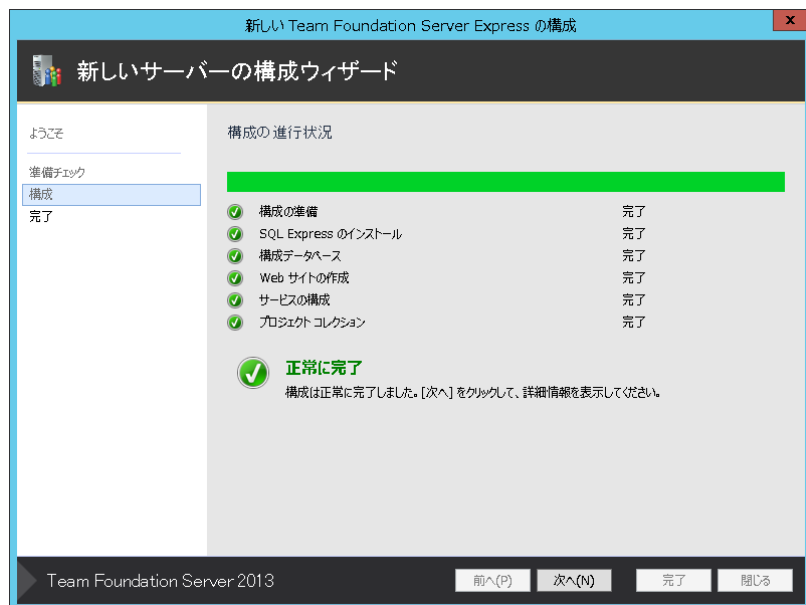 新しい Team Foundation Server Express の構成
x
新しいサーバーの構成ウィザード
ようこそ
準備チェック
構成
完了
構成の進行状況
構成の準備 完了
SQL Express のインストール 完了
構成データベース 完了
Web サイトの作成 完了
サービスの構成 完了
プロジェクト コレクション 完了
正常に完了
構成は正常に完了しました。[次へ] をクリックして、詳細情報を表示してください。
Team Foundation Server 2013
前へ(P) 次へ(N) 完了 閉じる